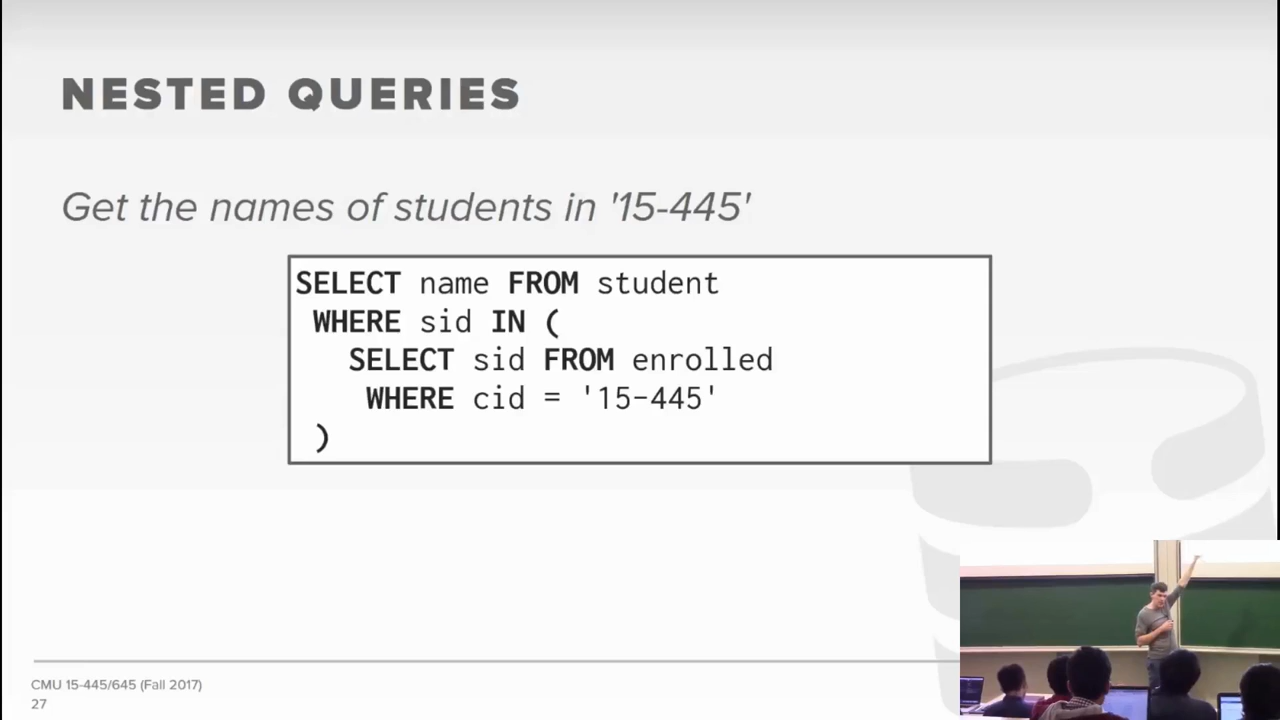 NESTED QUERIES
Get the names of students in '15-445'
SELECT name FROM student
WHERE sid IN (
SELECT sid FROM enrolled
WHERE cid = '15-445'
)
CMU 15-445/645 (Fall 2017)
27